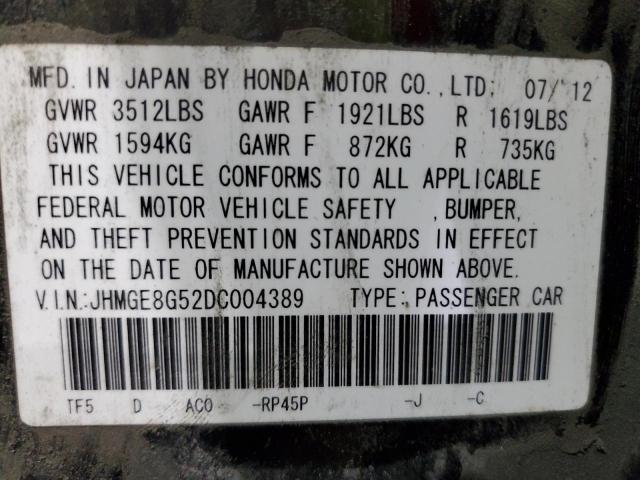 MFD. IN JAPAN BY HONDA MOTOR CO.,LTD; 07/'12
GVWR 3512LBS GAWR F 1921LBS R 1619LBS
GVWR 1594KG GAWR F 872KG R 735KG
THIS VEHICLE CONFORMS TO ALL APPLICABLE
FEDERAL MOTOR VEHICLE SAFETY , BUMPER,
AND THEFT PREVENTION STANDARDS IN EFFECT
ON THE DATE OF MANUFACTURE SHOWN ABOVE.
V.I.N.:JHMGE8G52DC004389 TYPE: PASSENGER CAR
TF5 D AC0 -RP45P -J -C